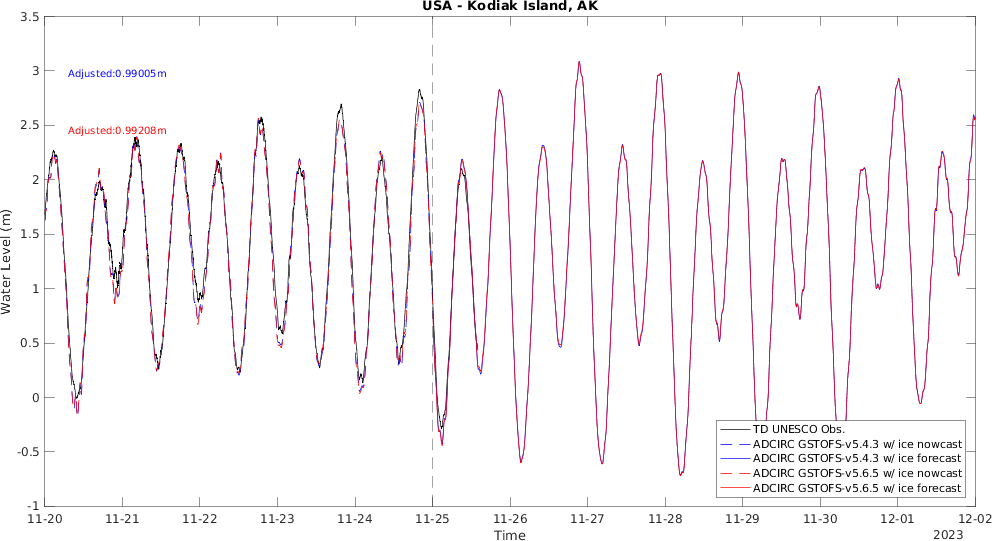 USA - Kodiak Island, AK
3.5
3
2.5
2
1.5
1
0.5
0
-0.5
-1
Water Level (m)
Adjusted:0.99005m
Adjusted:0.99208m
TD UNESCO Obs.
ADCIRC GSTOFS-v5.4.3 w/ ice nowcast
ADCIRC GSTOFS-v5.4.3 w/ ice forecast
ADCIRC GSTOFS-v5.6.5 w/ ice nowcast
ADCIRC GSTOFS-v5.6.5 w/ ice forecast
11-20 11-21 11-22 11-23 11-24 11-25 11-26 11-27 11-28 11-29 11-30 12-01 12-02
Time
2023